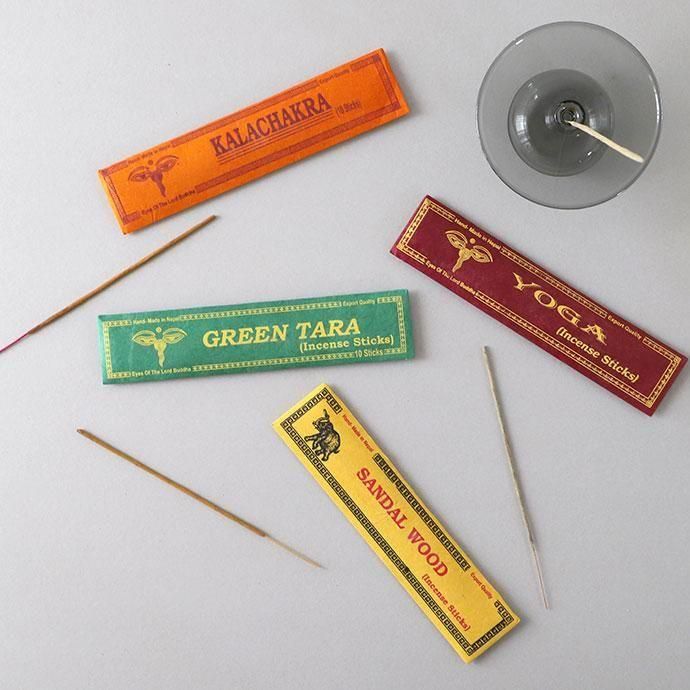 Export Quality
KALACHAKRA
(10 Sticks)
Hand- Made in Nepal
Eyes Of The Lord Buddha
Hand- Made in Nepal
Eyes Of The Lord Buddha
YOGA
(Incense Sticks)
Export Quality
Hand- Made in Nepal
Export Quality
GREEN TARA
(Incense Sticks)
10 Sticks
Eyes Of The Lord Buddha
Hand- Made in Nepal
SANDAL WOOD
(Incense Sticks)
Export Quality